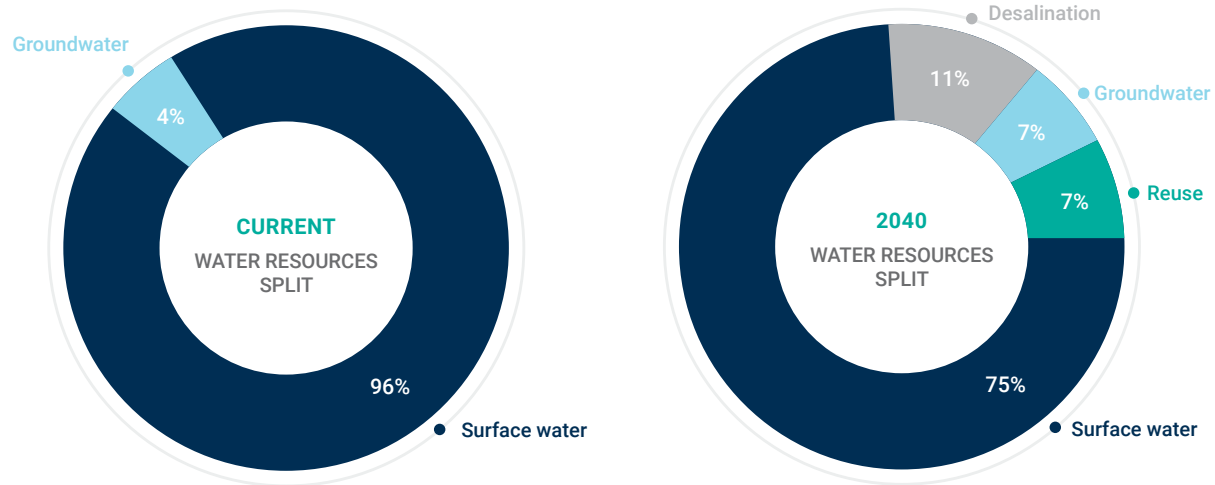 Groundwater
4%
CURRENT
WATER RESOURCES
SPLIT
96%
Surface water
Desalination
11%
Groundwater
7%
Reuse
7%
2040
WATER RESOURCES
SPLIT
75%
Surface water